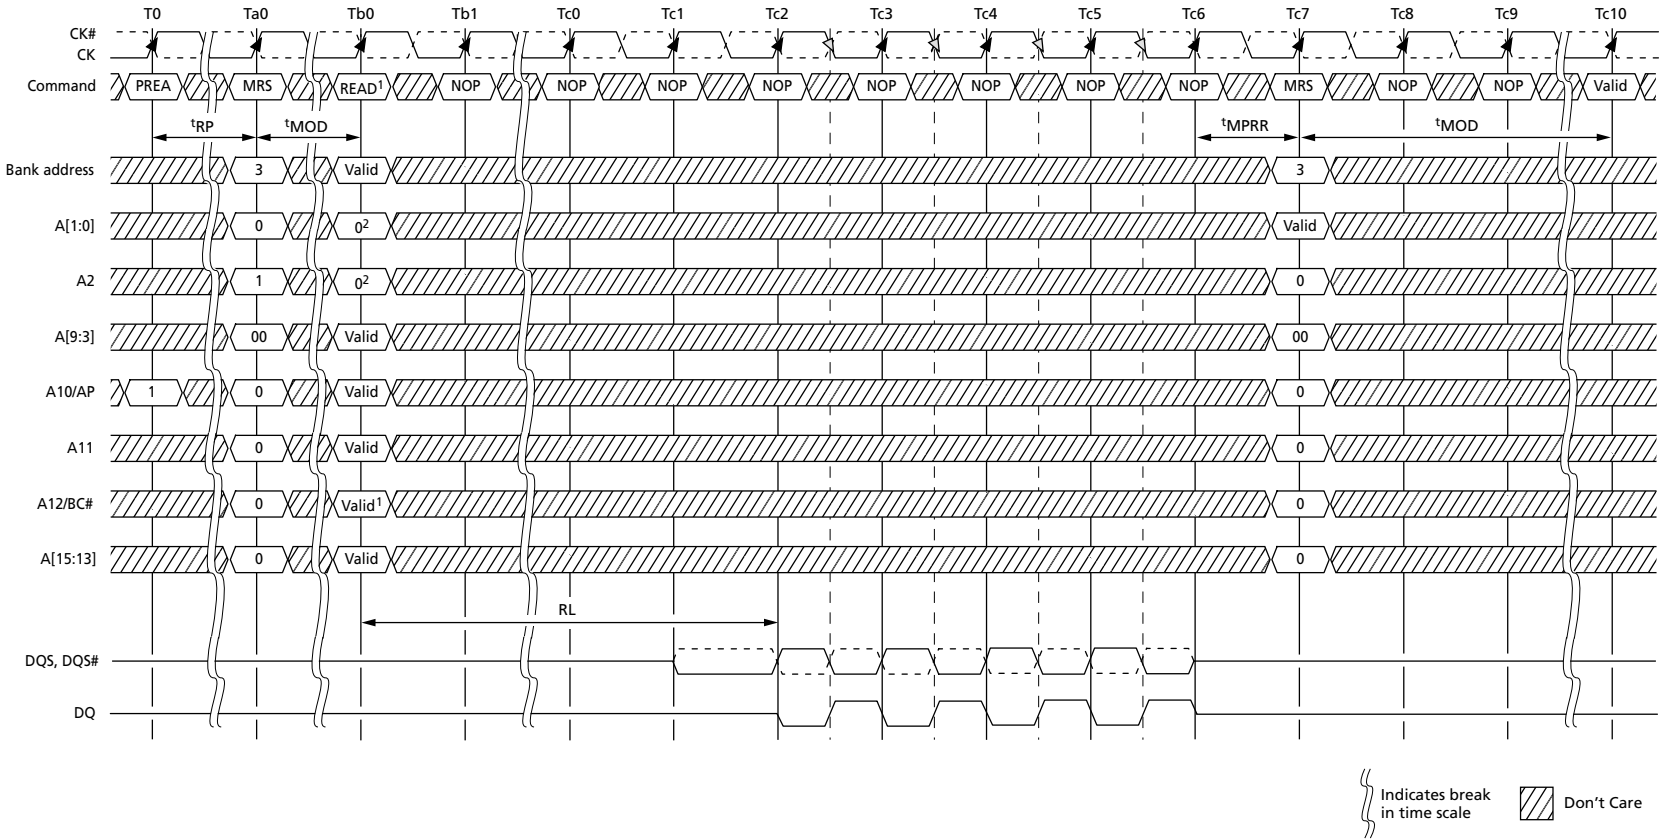 T0 Ta0 Tb0 Tb1 Tc0 Tc1 Tc2 Tc3 Tc4 Tc5 Tc6 Tc7 Tc8 Tc9 Tc10
CK#
CK
Command PREA MRS READ1 NOP NOP NOP NOP NOP NOP NOP NOP MRS NOP NOP Valid
tRP tMOD tMPRR tMOD
Bank address 3 Valid 3
A[1:0] 0 02 Valid
A2 1 02 0
A[9:3] 00 Valid 00
A10/AP 1 0 Valid 0
A11 0 Valid 0
A12/BC# 0 Valid1 0
A[15:13] 0 Valid 0
RL
DQS, DQS#
DQ
Indicates break
in time scale
Don't Care